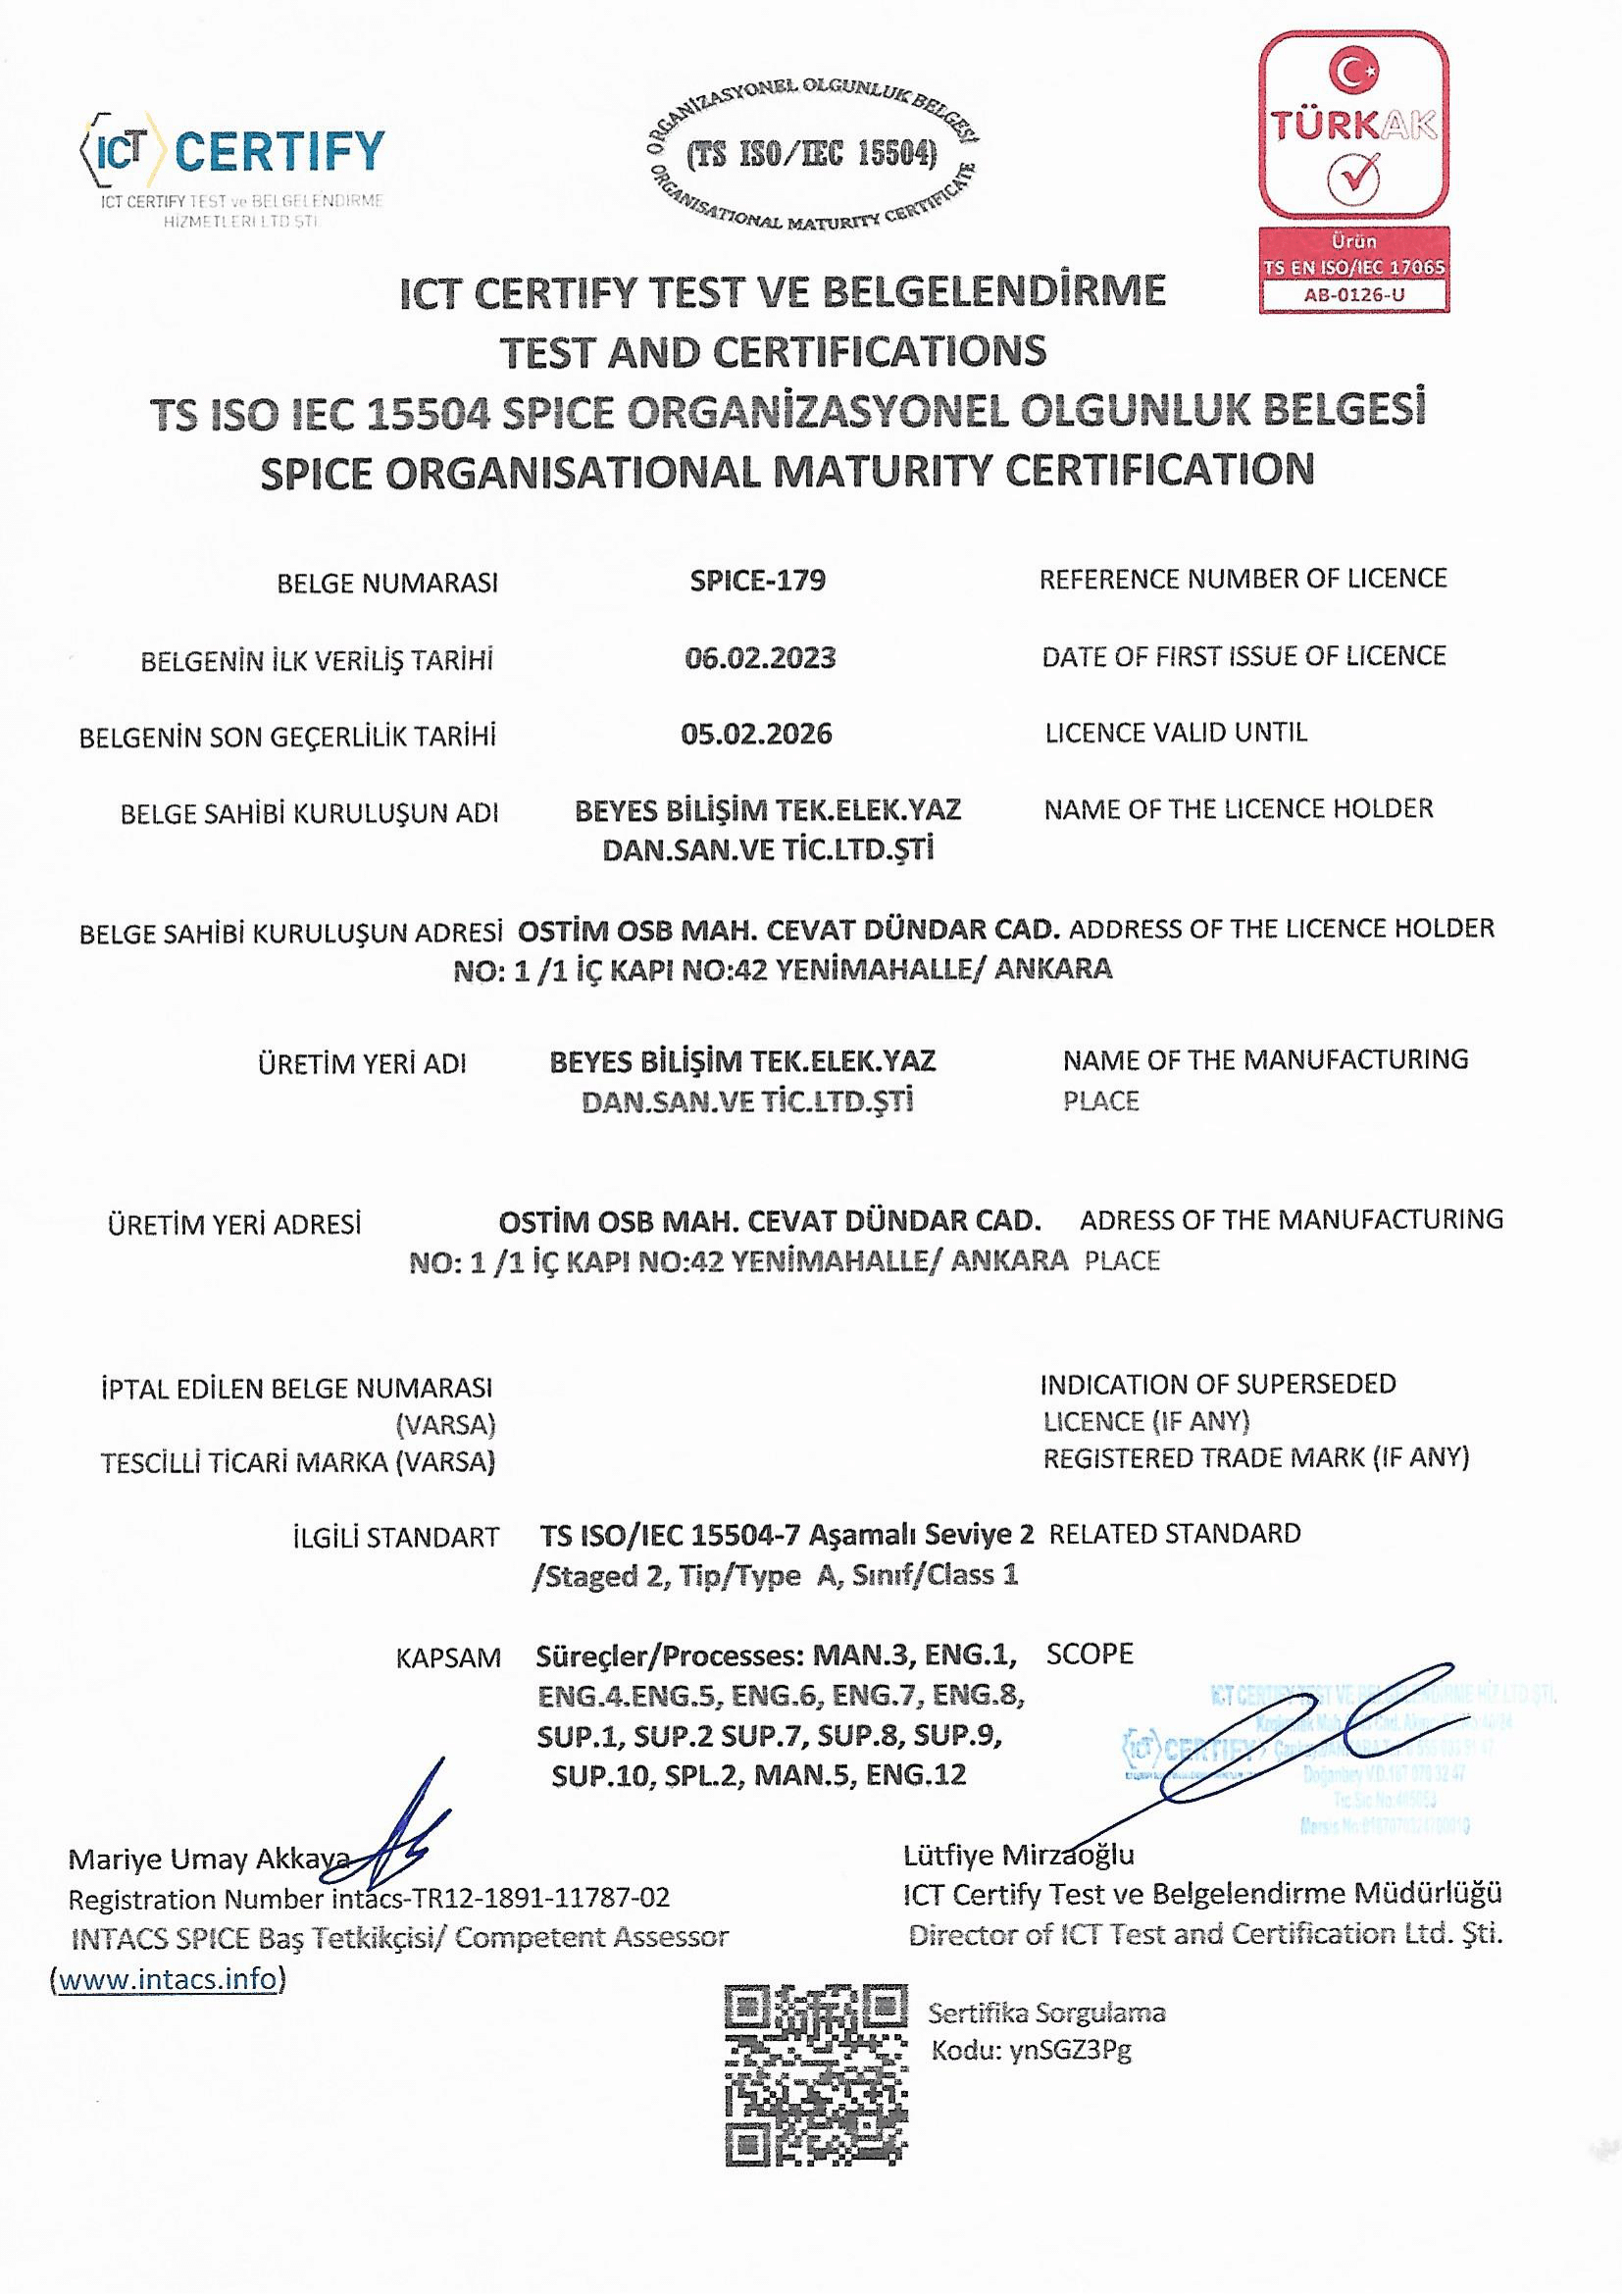 ICT CERTIFY
ICT CERTIFY TEST ve BELGELENDİRME
HİZMETLERİ LTD ŞTİ
ORGANİZASYONEL OLGUNLUK BELGESİ
(TS ISO/IEC 15504)
ORGANISATIONAL MATURITY CERTIFICATE
TÜRKAK
Ürün
TS EN ISO/IEC 17065
AB-0126-U
ICT CERTIFY TEST VE BELGELENDİRME
TEST AND CERTIFICATIONS
TS ISO IEC 15504 SPICE ORGANİZASYONEL OLGUNLUK BELGESİ
SPICE ORGANISATIONAL MATURITY CERTIFICATION
BELGE NUMARASI SPICE-179 REFERENCE NUMBER OF LICENCE
BELGENİN İLK VERİLİŞ TARİHİ 06.02.2023 DATE OF FIRST ISSUE OF LICENCE
BELGENİN SON GEÇERLİLİK TARİHİ 05.02.2026 LICENCE VALID UNTIL
BELGE SAHİBİ KURULUŞUN ADI BEYES BİLİŞİM TEK.ELEK.YAZ NAME OF THE LICENCE HOLDER
DAN.SAN.VE TİC.LTD.ŞTİ
BELGE SAHİBİ KURULUŞUN ADRESİ OSTİM OSB MAH. CEVAT DÜNDAR CAD. ADDRESS OF THE LICENCE HOLDER
NO: 1 /1 İÇ KAPI NO:42 YENİMAHALLE/ ANKARA
ÜRETİM YERİ ADI BEYES BİLİŞİM TEK.ELEK.YAZ NAME OF THE MANUFACTURING
DAN.SAN.VE TİC.LTD.ŞTİ PLACE
ÜRETİM YERİ ADRESİ OSTİM OSB MAH. CEVAT DÜNDAR CAD. ADRESS OF THE MANUFACTURING
NO: 1 /1 İÇ KAPI NO:42 YENİMAHALLE/ ANKARA PLACE
İPTAL EDİLEN BELGE NUMARASI INDICATION OF SUPERSEDED
(VARSA) LICENCE (IF ANY)
TESCİLLİ TİCARİ MARKA (VARSA) REGISTERED TRADE MARK (IF ANY)
İLGİLİ STANDART TS ISO/IEC 15504-7 Aşamalı Seviye 2 RELATED STANDARD
/Staged 2, Tip/Type A, Sınıf/Class 1
KAPSAM Süreçler/Processes: MAN.3, ENG.1, SCOPE
ENG.4.ENG.5, ENG.6, ENG.7, ENG.8,
SUP.1, SUP.2 SUP.7, SUP.8, SUP.9,
SUP.10, SPL.2, MAN.5, ENG.12
ICT CERTIFY TEST VE BELGELENDİRME HİZ.LTD ŞTİ.
ICT CERTIFY
Doğanbey V.D.
Mariye Umay Akkaya
Registration Number intacs-TR12-1891-11787-02
INTACS SPICE Baş Tetkikçisi/ Competent Assessor
(www.intacs.info)
Lütfiye Mirzaoğlu
ICT Certify Test ve Belgelendirme Müdürlüğü
Director of ICT Test and Certification Ltd. Şti.
Sertifika Sorgulama
Kodu: ynSGZ3Pg